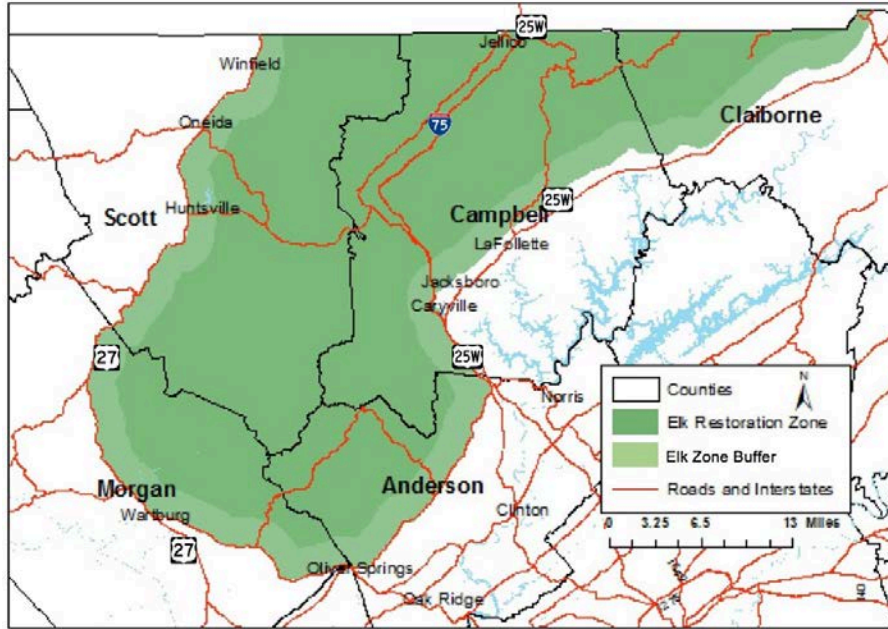 25W
Jellico
Winfield
75
Claiborne
Oneida
25W
Scott
Huntsville
Campbell
LaFollette
Jacksboro
Caryville
27
25W
Norris
N
Counties
Elk Restoration Zone
Elk Zone Buffer
Roads and Interstates
Morgan
Anderson
Wartburg
Clinton
0 3.25 6.5 13 Miles
27
Oliver Springs
Oak Ridge